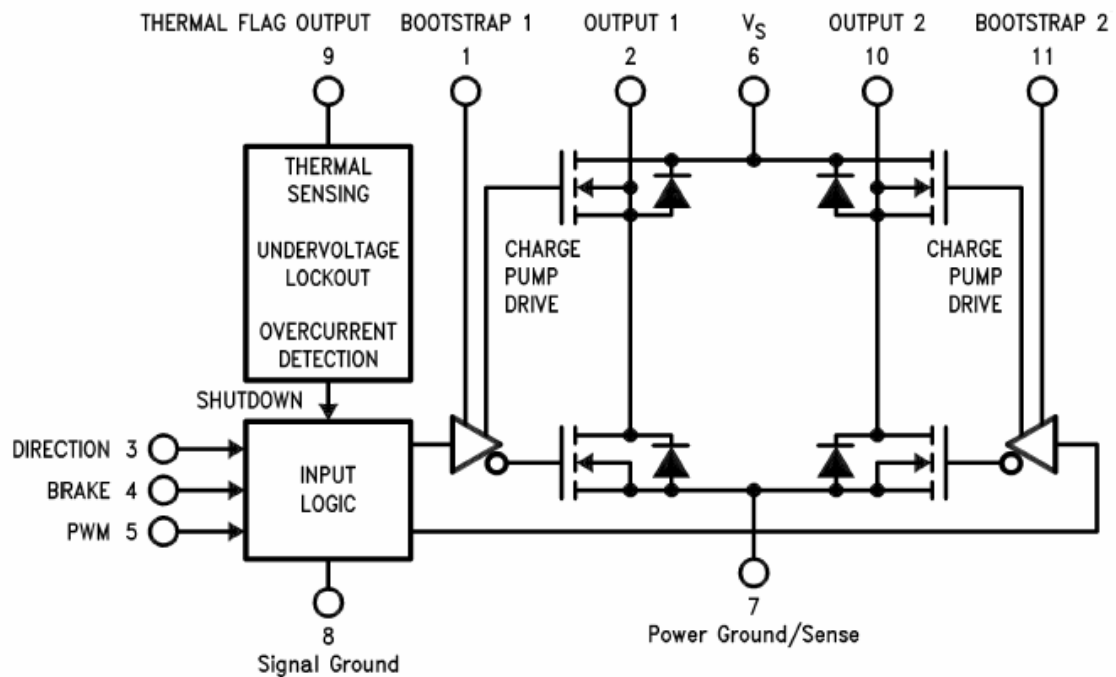 THERMAL FLAG OUTPUT
9
BOOTSTRAP 1
1
OUTPUT 1
2
VS
6
OUTPUT 2
10
BOOTSTRAP 2
11
THERMAL
SENSING
UNDERVOLTAGE
LOCKOUT
OVERCURRENT
DETECTION
CHARGE
PUMP
DRIVE
CHARGE
PUMP
DRIVE
SHUTDOWN
DIRECTION 3
BRAKE 4
PWM 5
INPUT
LOGIC
8
Signal Ground
7
Power Ground/Sense